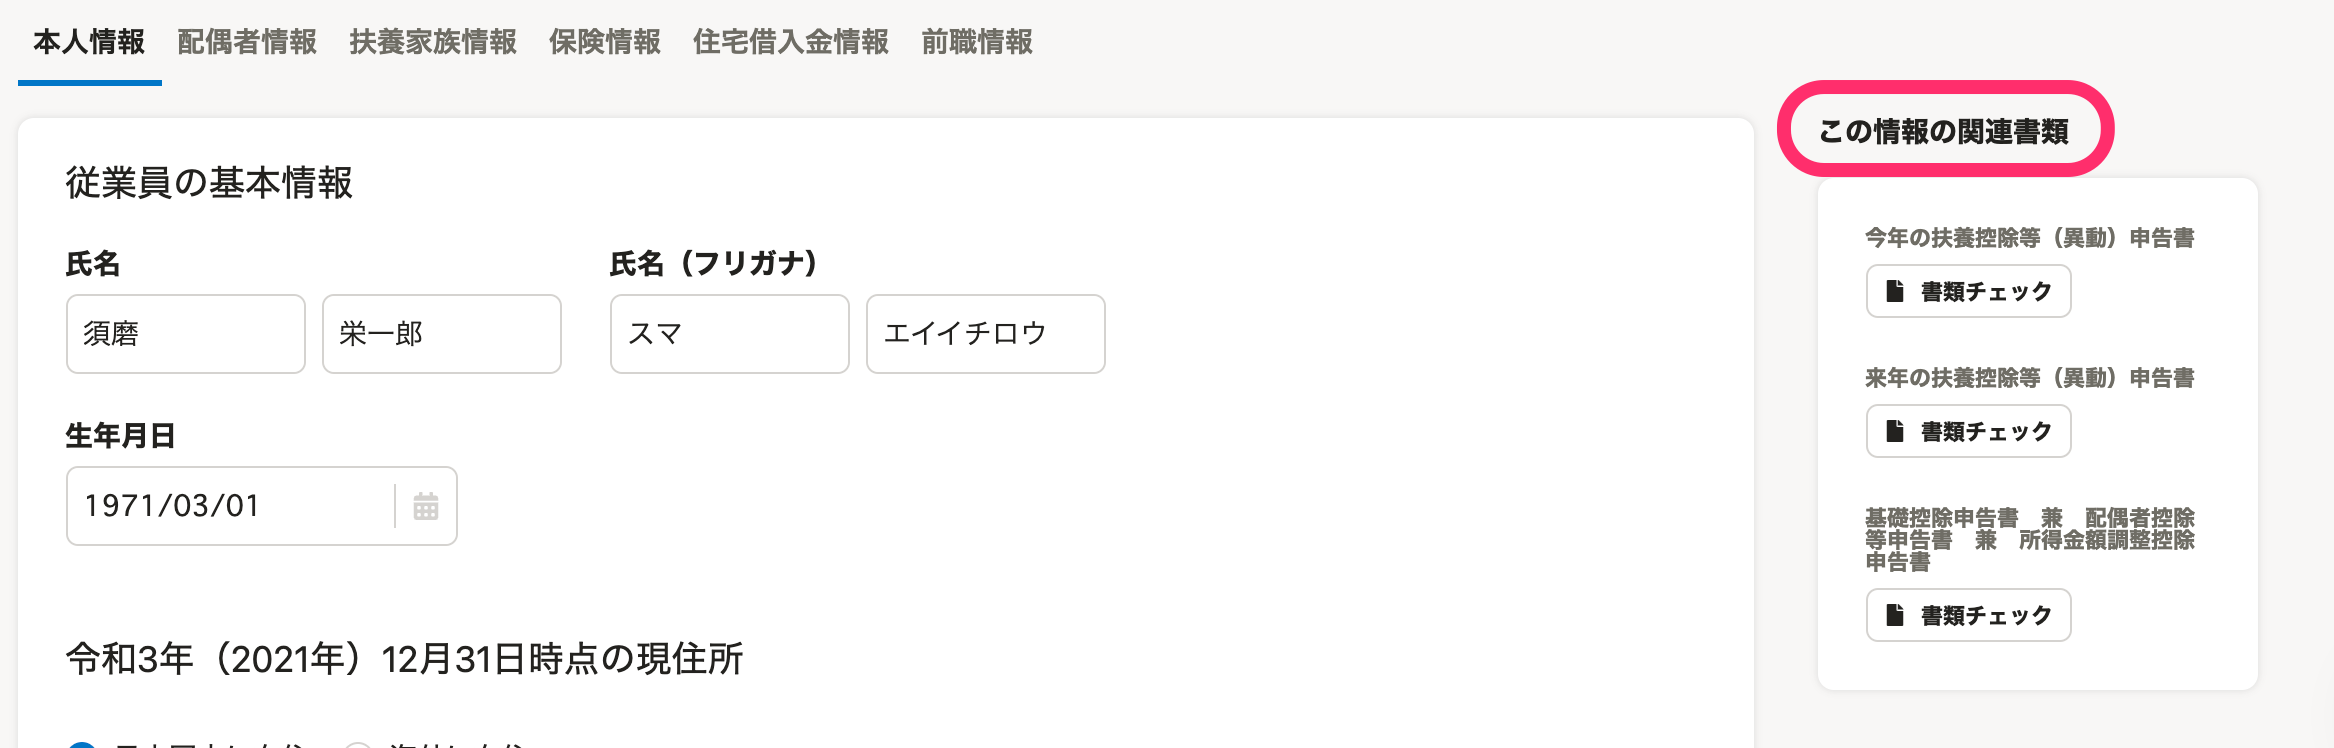 本人情報 配偶者情報 扶養家族情報 保険情報 住宅借入金情報 前職情報
従業員の基本情報
氏名 氏名（フリガナ）
須磨 栄一郎 スマ エイイチロウ
生年月日
1971/03/01
令和3年（2021年）12月31日時点の現住所
この情報の関連書類
今年の扶養控除等（異動）申告書
書類チェック
来年の扶養控除等（異動）申告書
書類チェック
基礎控除申告書　兼　配偶者控除
等申告書　兼　所得金額調整控除
申告書
書類チェック